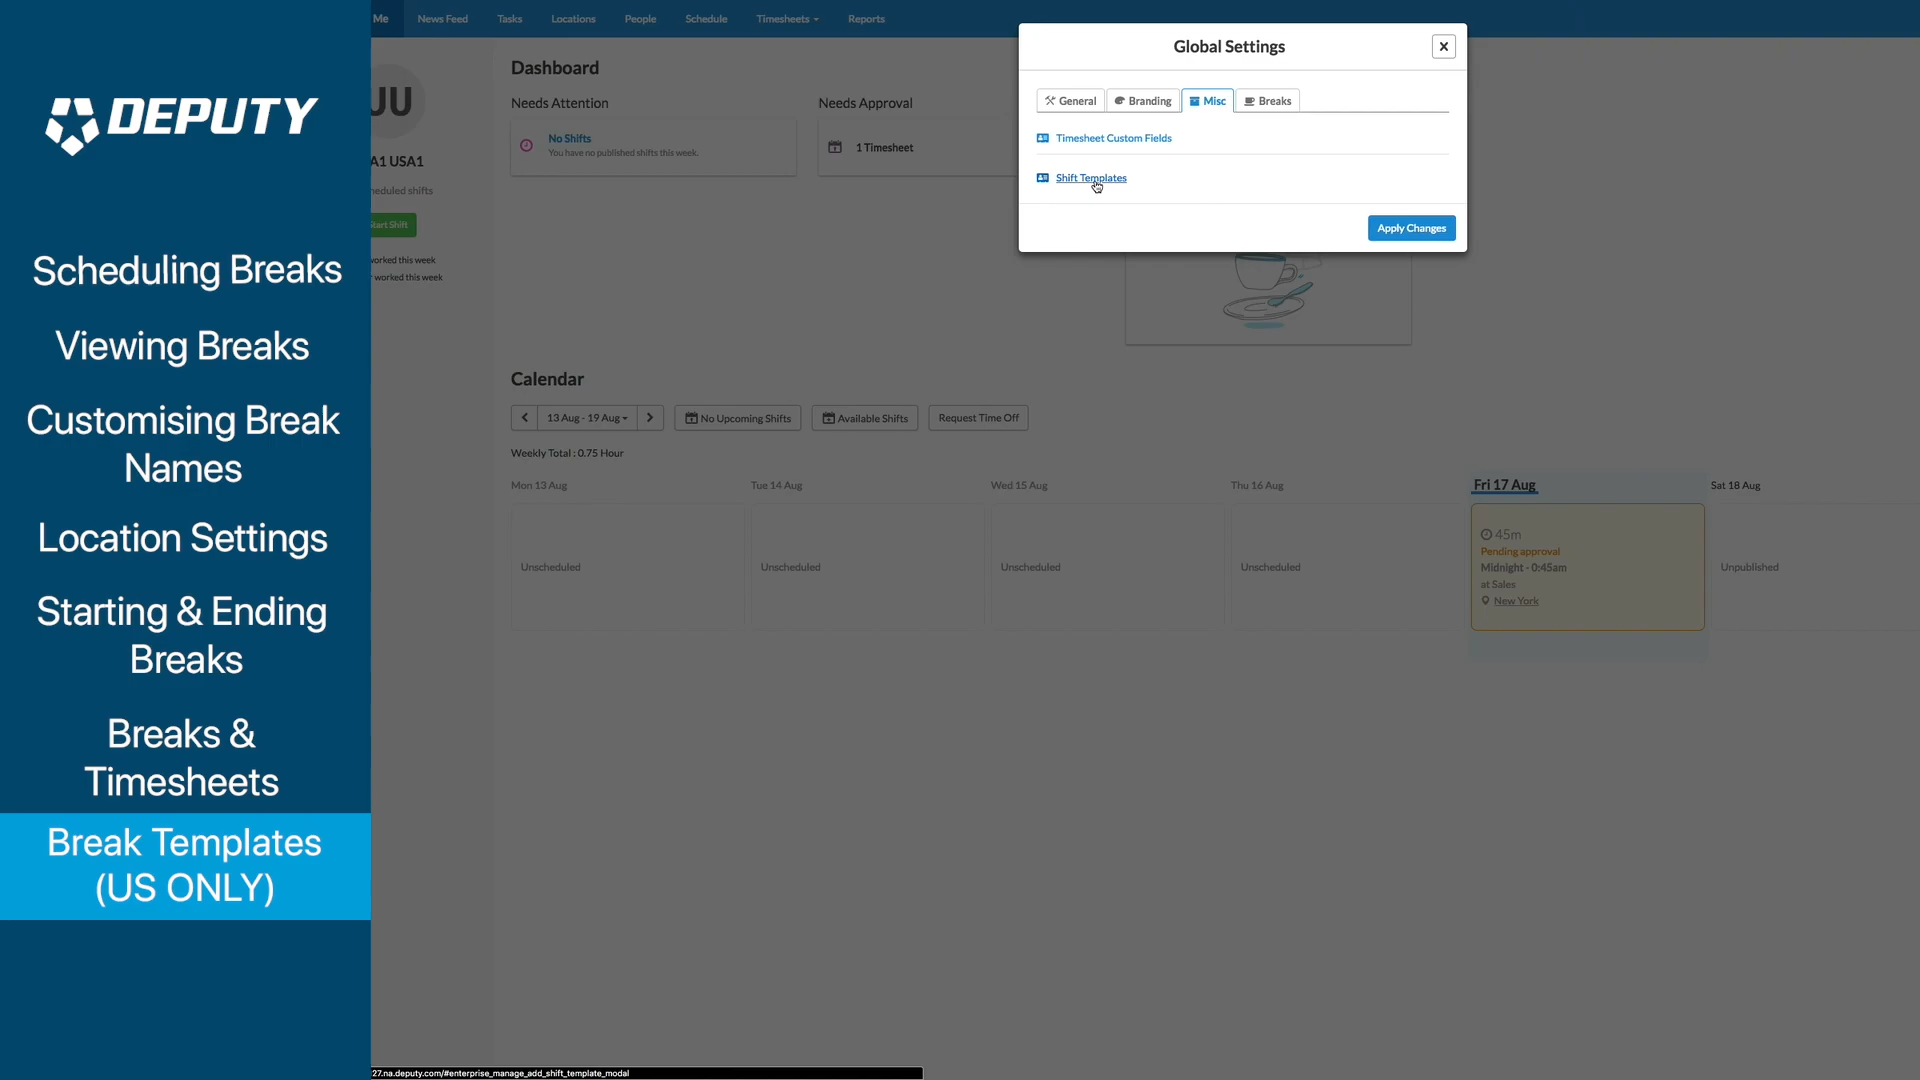 DEPUTY
Scheduling Breaks
Viewing Breaks
Customising Break
Names
Location Settings
Starting & Ending
Breaks
Breaks &
Timesheets
Break Templates
(US ONLY)
Me
News Feed
Tasks
Locations
People
Schedule
Timesheets
Reports
UU
A1 USA1
eduled shifts
Start Shift
worked this week
worked this week
Dashboard
Needs Attention
Needs Approval
No Shifts
You have no published shifts this week.
1 Timesheet
Global Settings
General
Branding
Misc
Breaks
Timesheet Custom Fields
Shift Templates
Apply Changes
Calendar
13 Aug - 19 Aug
No Upcoming Shifts
Available Shifts
Request Time Off
Weekly Total : 0.75 Hour
Mon 13 Aug
Tue 14 Aug
Wed 15 Aug
Thu 16 Aug
Fri 17 Aug
Sat 18 Aug
Unscheduled
Unscheduled
Unscheduled
Unscheduled
45m
Pending approval
Midnight - 0:45am
at Sales
New York
Unpublished
27.na.deputy.com/#enterprise_manage_add_shift_template_modal